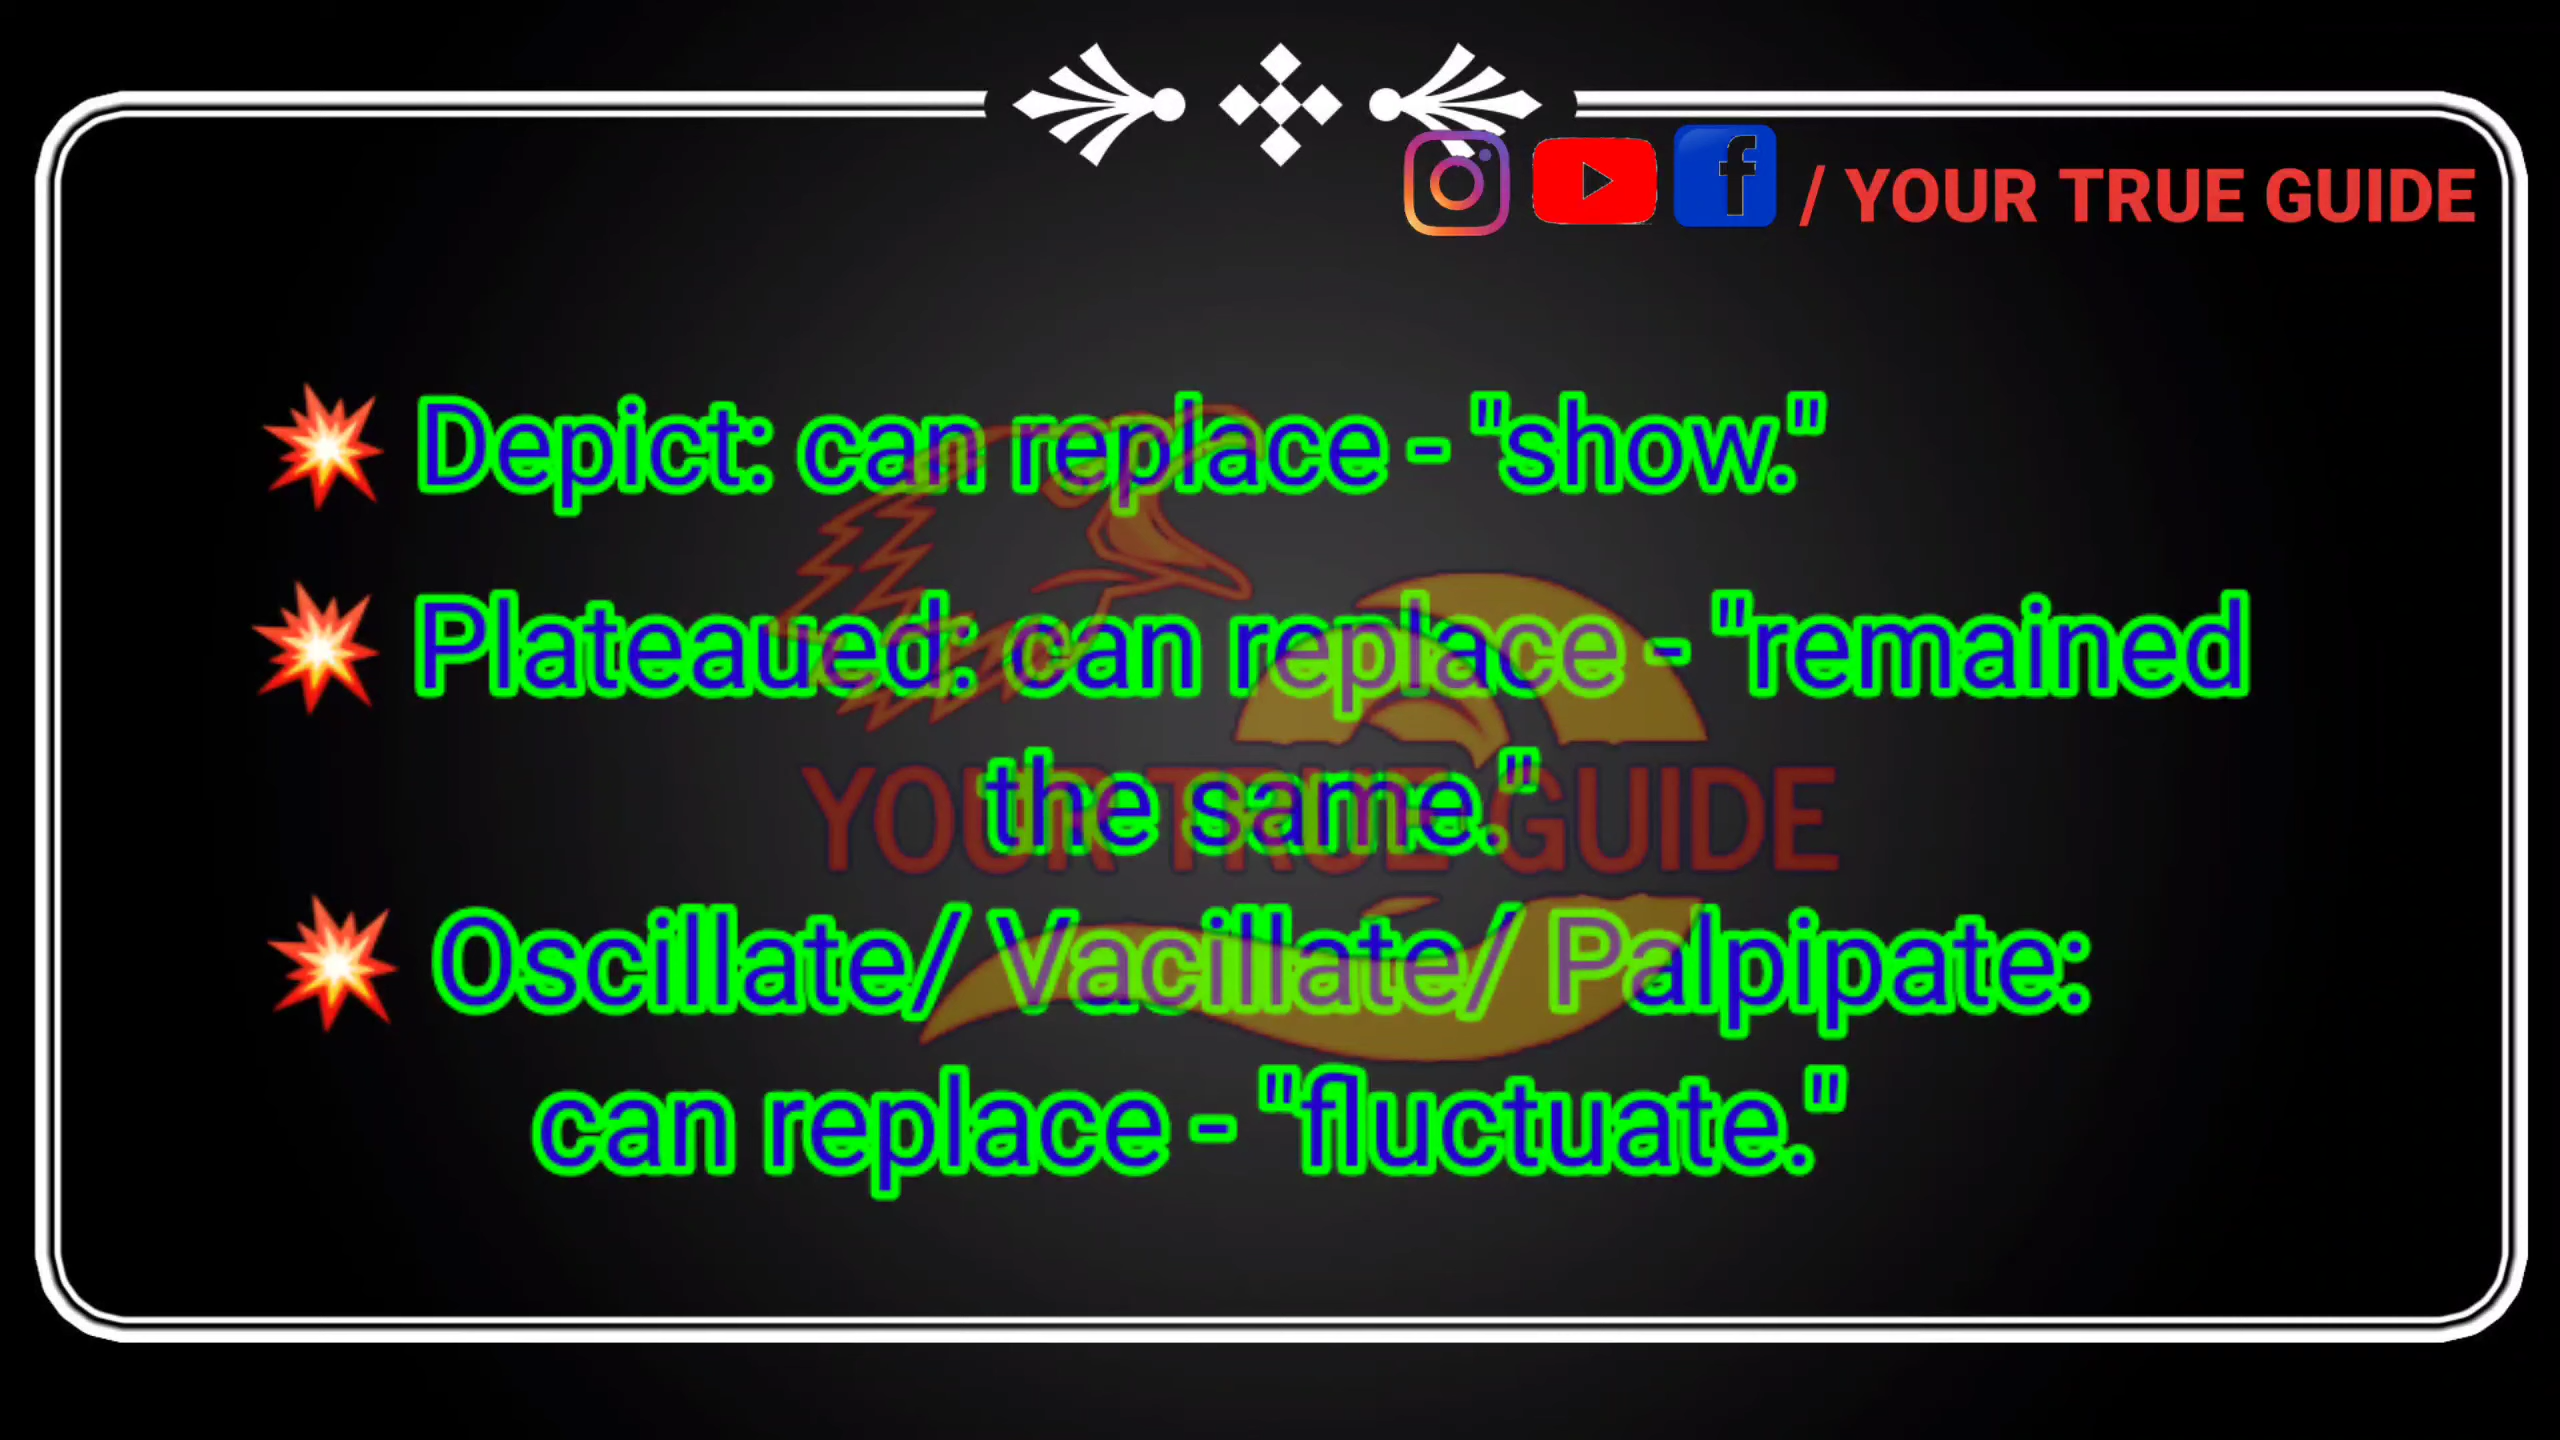 / YOUR TRUE GUIDE
💥 Depict: can replace - "show."
💥 Plateaued: can replace - "remained
the same."
YOUR TRUE GUIDE
💥 Oscillate/ Vacillate/ Palpipate:
can replace - "fluctuate."